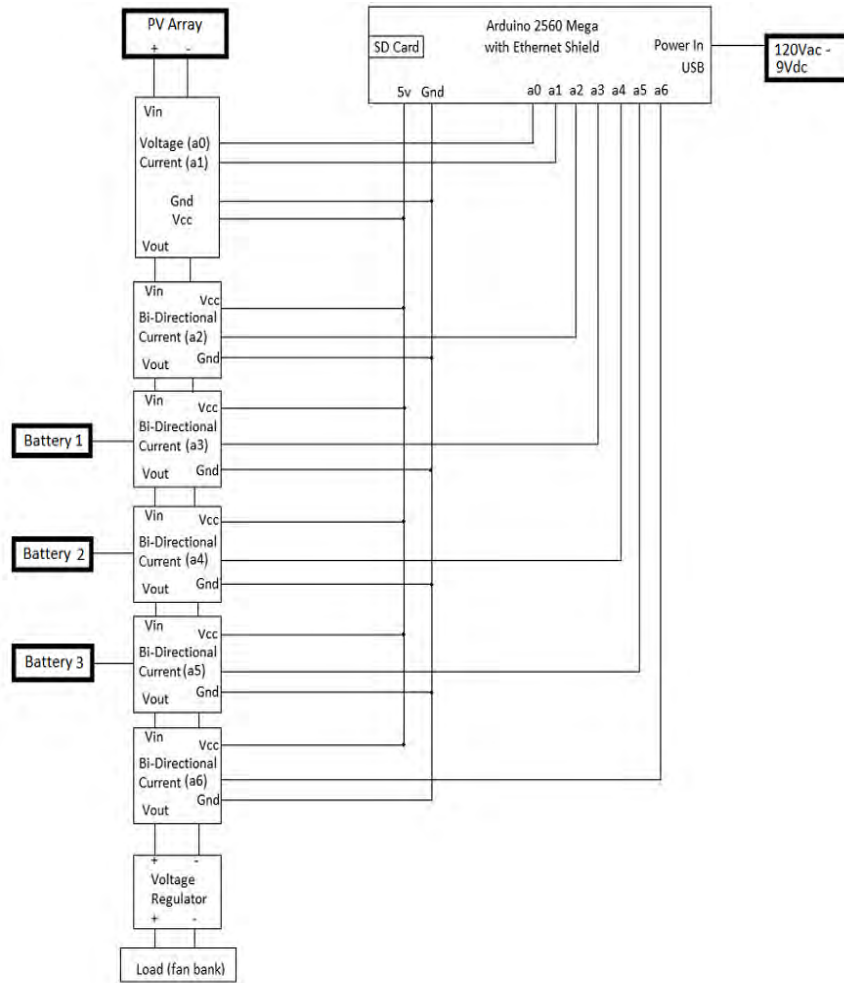 PV Array
+ -
Arduino 2560 Mega
with Ethernet Shield
SD Card
Power In
USB
5v Gnd a0 a1 a2 a3 a4 a5 a6
120Vac -
9Vdc
Vin
Voltage (a0)
Current (a1)
Gnd
Vcc
Vout
Vin
Vcc
Bi-Directional
Current (a2)
Gnd
Vout
Battery 1
Vin
Vcc
Bi-Directional
Current (a3)
Gnd
Vout
Battery 2
Vin
Vcc
Bi-Directional
Current (a4)
Gnd
Vout
Battery 3
Vin
Vcc
Bi-Directional
Current (a5)
Gnd
Vout
Vin
Vcc
Bi-Directional
Current (a6)
Gnd
Vout
+ -
Voltage
Regulator
+ -
Load (fan bank)